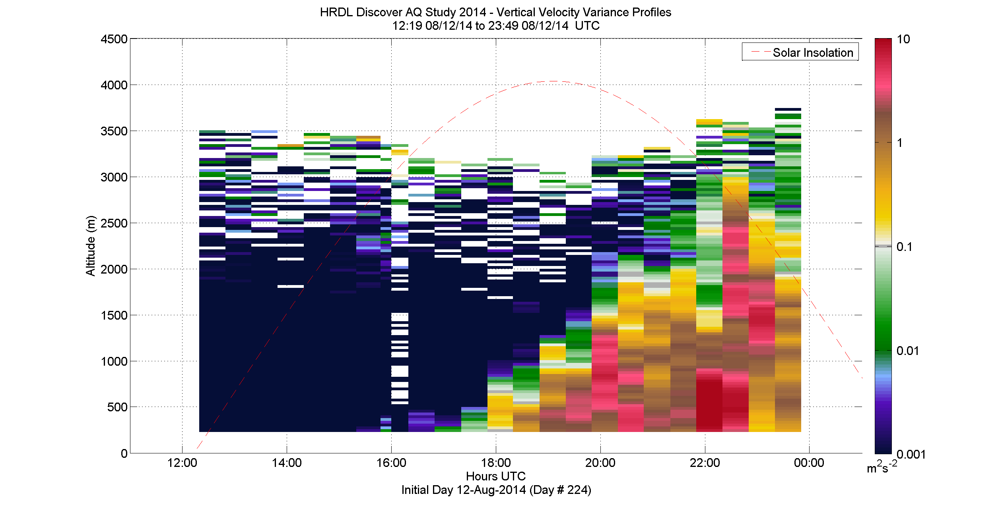 HRDL Discover AQ Study 2014 - Vertical Velocity Variance Profiles
12:19 08/12/14 to 23:49 08/12/14  UTC
Solar Insolation
4500
4000
3500
3000
2500
2000
1500
1000
500
0
Altitude (m)
12:00 14:00 16:00 18:00 20:00 22:00 00:00
Hours UTC
Initial Day 12-Aug-2014 (Day # 224)
10
1
0.1
0.01
0.001
m²s⁻²